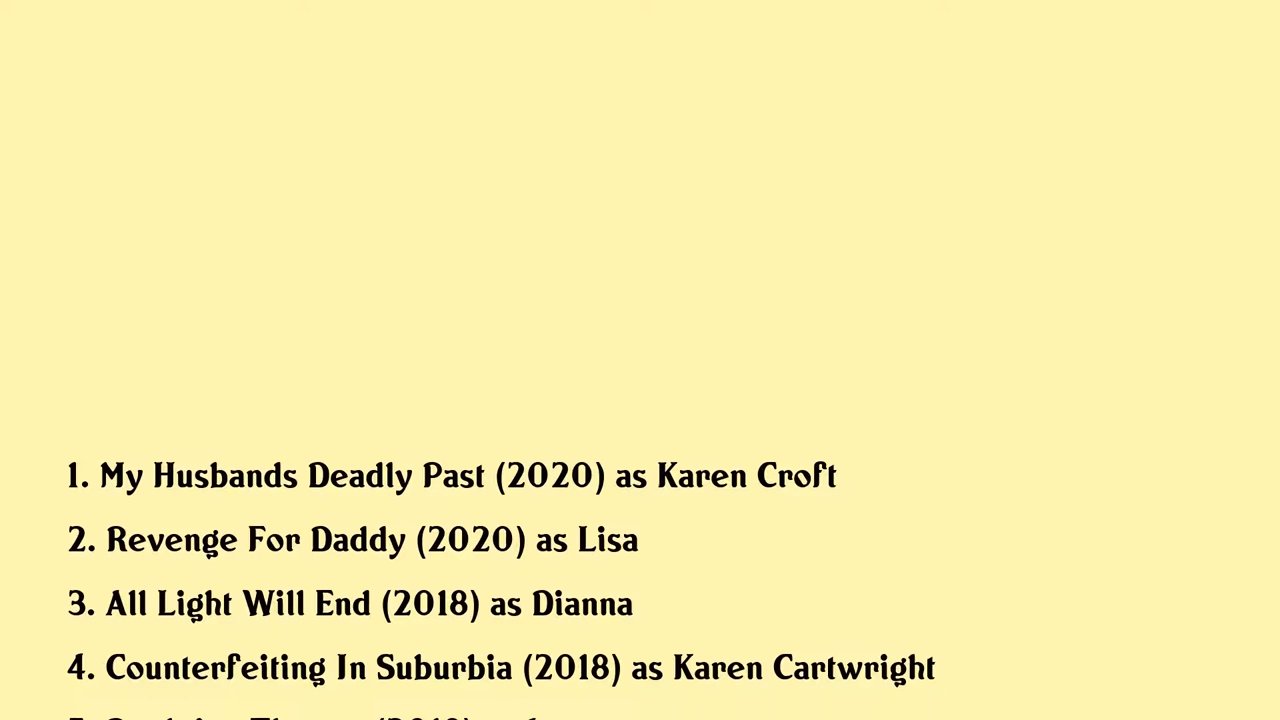 1. My Husbands Deadly Past (2020) as Karen Croft
2. Revenge For Daddy (2020) as Lisa
3. All Light Will End (2018) as Dianna
4. Counterfeiting In Suburbia (2018) as Karen Cartwright